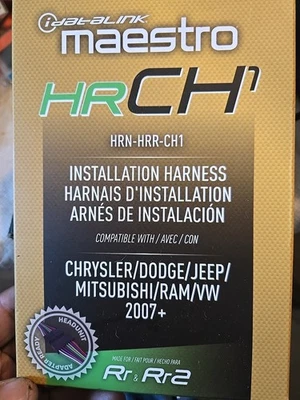 iDATALINK
maestro
HRCH1
HRN-HRR-CH1
INSTALLATION HARNESS
HARNAIS D'INSTALLATION
ARNÉS DE INSTALACIÓN
COMPATIBLE WITH / AVEC / CON
CHRYSLER/DODGE/JEEP/
MITSUBISHI/RAM/VW
2007+
HEADUNIT
ADAPTER READY
MADE FOR / FAIT POUR / HECHO PARA
Rr & Rr2